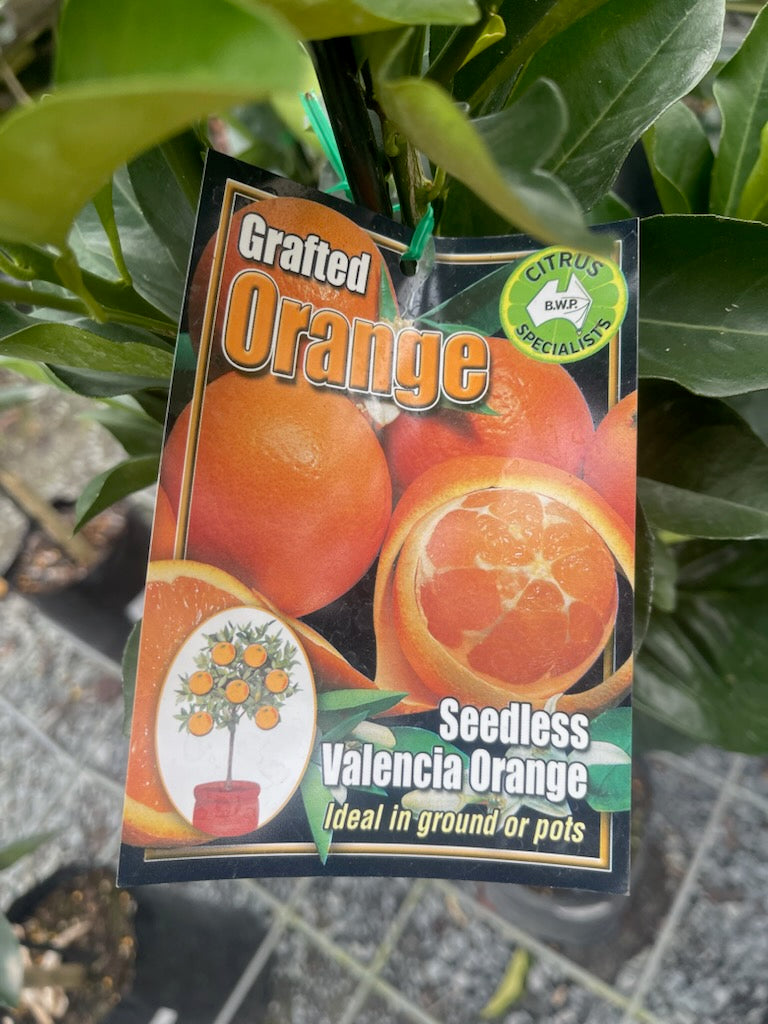 Grafted
Orange
CITRUS
B.W.P.
SPECIALISTS
Seedless
Valencia Orange
Ideal in ground or pots